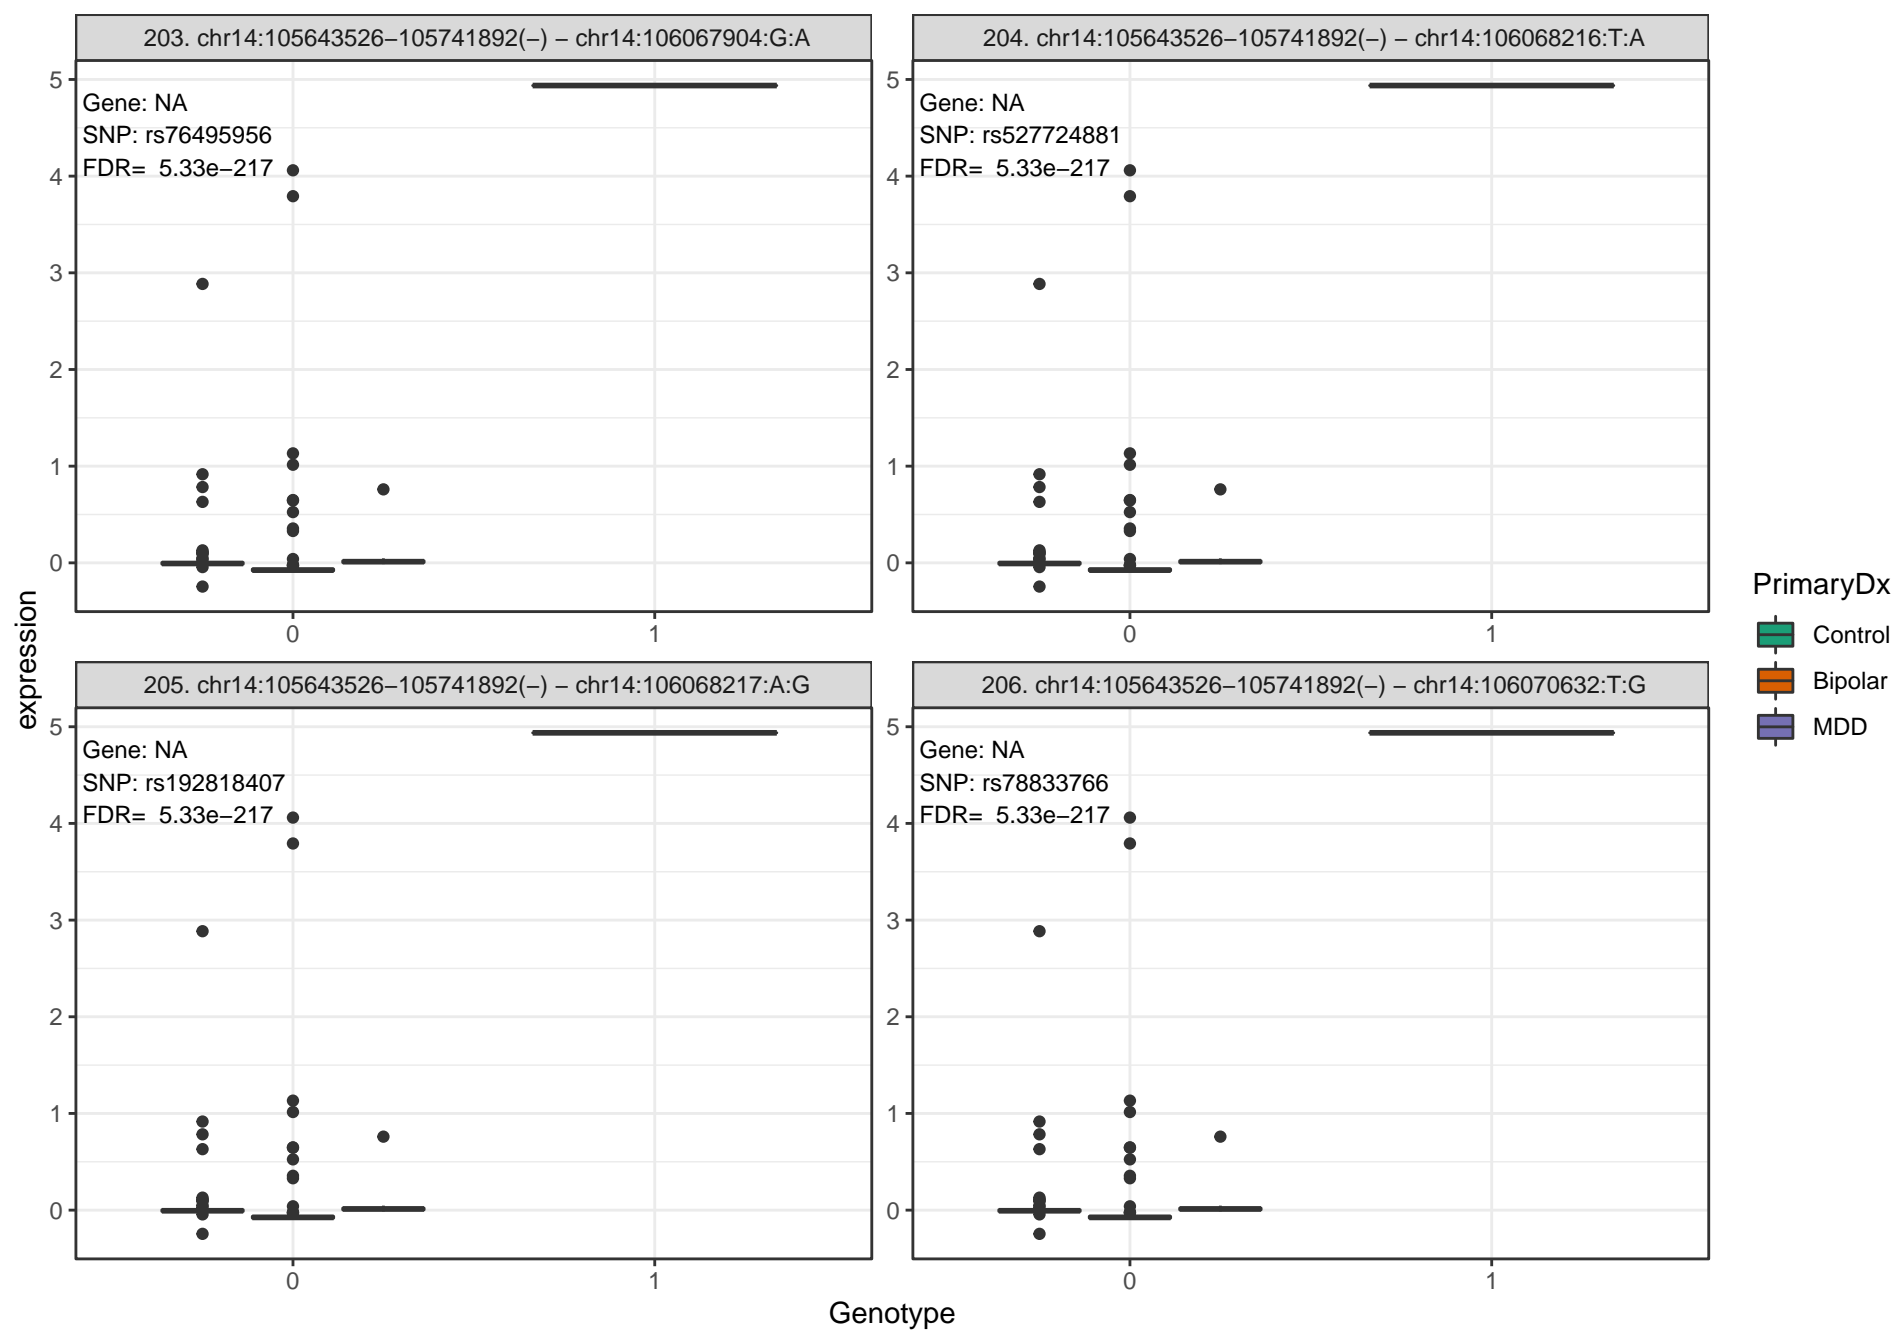 203. chr14:105643526−105741892(−) − chr14:106067904:G:A
204. chr14:105643526−105741892(−) − chr14:106068216:T:A
5
4
3
2
1
0
Gene: NA
SNP: rs76495956
FDR=  5.33e−217
0
1
5
4
3
2
1
0
Gene: NA
SNP: rs527724881
FDR=  5.33e−217
0
1
205. chr14:105643526−105741892(−) − chr14:106068217:A:G
206. chr14:105643526−105741892(−) − chr14:106070632:T:G
5
4
3
2
1
0
Gene: NA
SNP: rs192818407
FDR=  5.33e−217
0
1
5
4
3
2
1
0
Gene: NA
SNP: rs78833766
FDR=  5.33e−217
0
1
expression
Genotype
PrimaryDx
Control
Bipolar
MDD